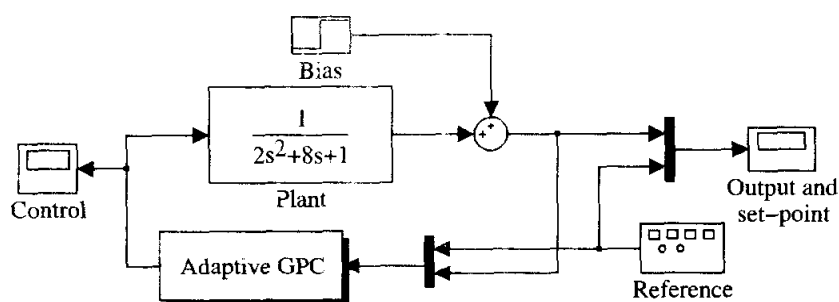 Bias
1
2s²+8s+1
+
+
Plant
Control
Output and
set-point
Adaptive GPC
Reference